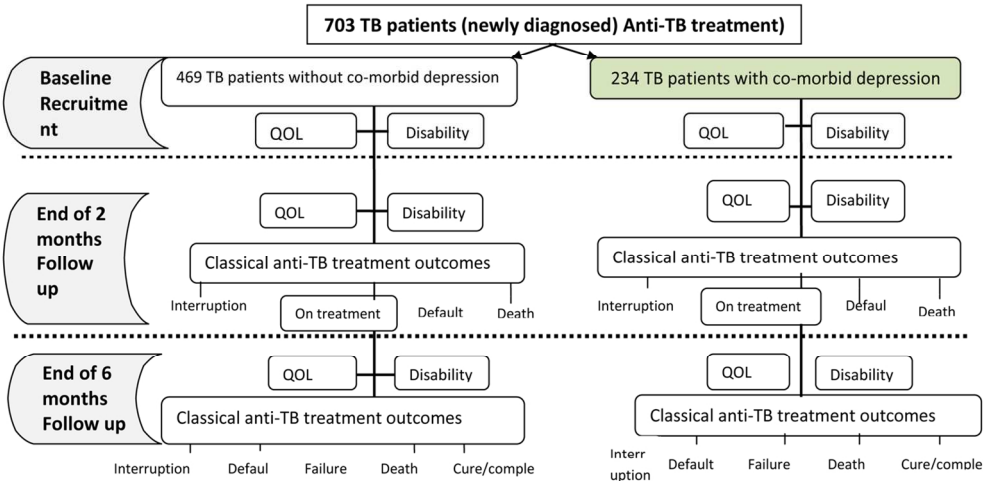 703 TB patients (newly diagnosed) Anti-TB treatment)
Baseline
Recruitme
nt
469 TB patients without co-morbid depression
234 TB patients with co-morbid depression
QOL
Disability
QOL
Disability
End of 2
months
Follow
up
QOL
Disability
QOL
Disability
Classical anti-TB treatment outcomes
Classical anti-TB treatment outcomes
Interruption
On treatment
Default
Death
Interruption
On treatment
Defaul
Death
End of 6
months
Follow up
QOL
Disability
QOL
Disability
Classical anti-TB treatment outcomes
Classical anti-TB treatment outcomes
Interruption
Defaul
Failure
Death
Cure/comple
Interr
uption
Default
Failure
Death
Cure/comple